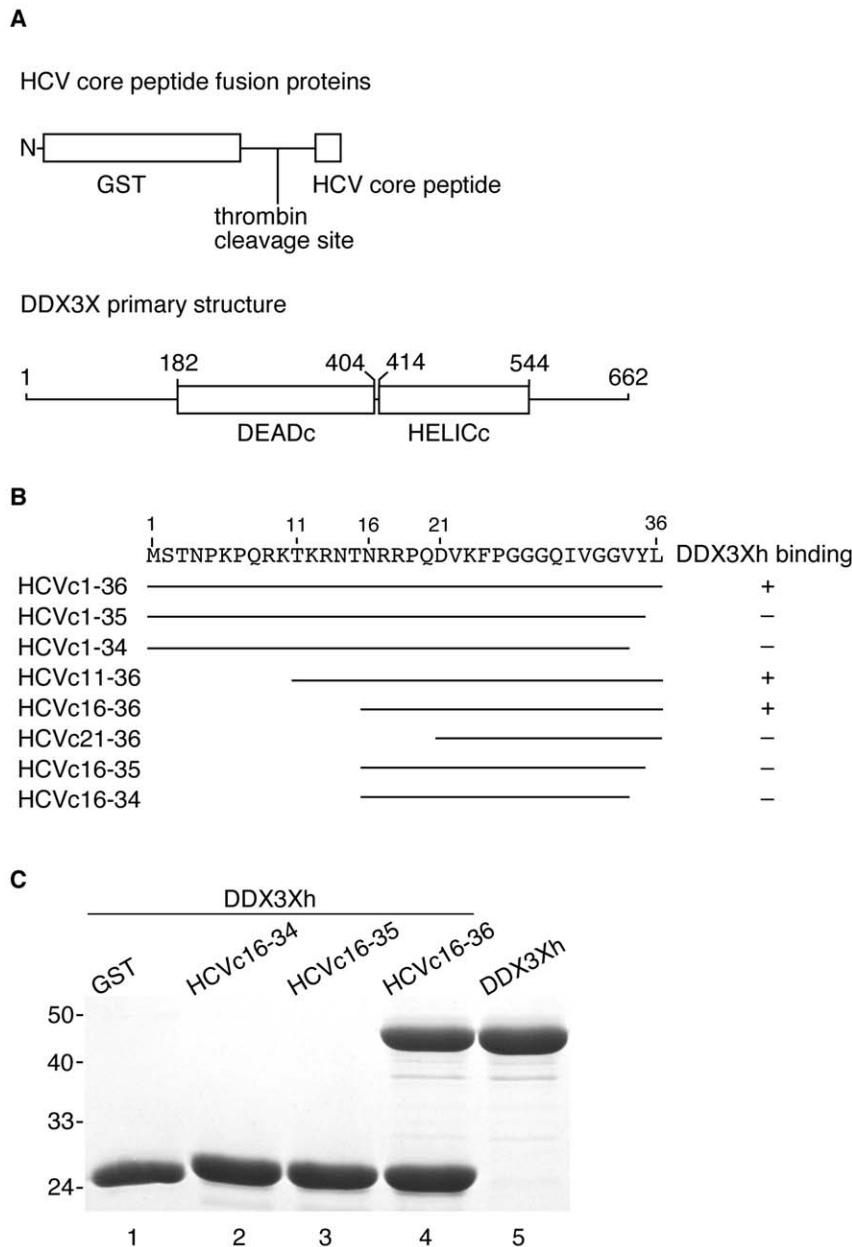 A
HCV core peptide fusion proteins
N
GST
HCV core peptide
thrombin
cleavage site
DDX3X primary structure
1 182 404 414 544 662
DEADc HELICc
B
1 11 16 21 36
MSTNPKPQRKTKRNTNRRPQDVKFPGGGQIVGGVYL DDX3Xh binding
HCVc1-36 +
HCVc1-35 –
HCVc1-34 –
HCVc11-36 +
HCVc16-36 +
HCVc21-36 –
HCVc16-35 –
HCVc16-34 –
C
DDX3Xh
GST HCVc16-34 HCVc16-35 HCVc16-36 DDX3Xh
50-
40-
33-
24-
1 2 3 4 5